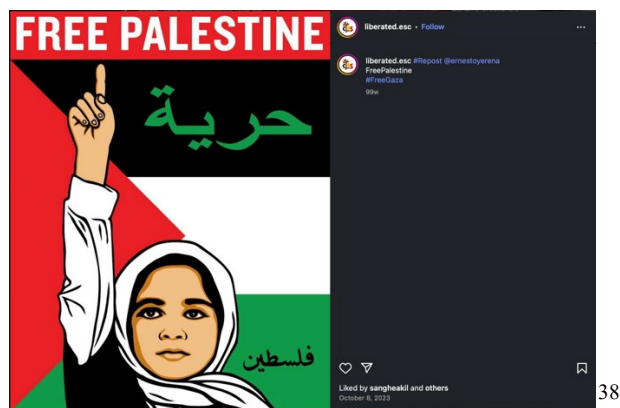 FREE PALESTINE
حرية
فلسطين
liberated.esc • Follow
liberated.esc #Repost @ernestoyerena
FreePalestine
#FreeGaza
99w
Liked by sangheakil and others
October 8, 2023
38